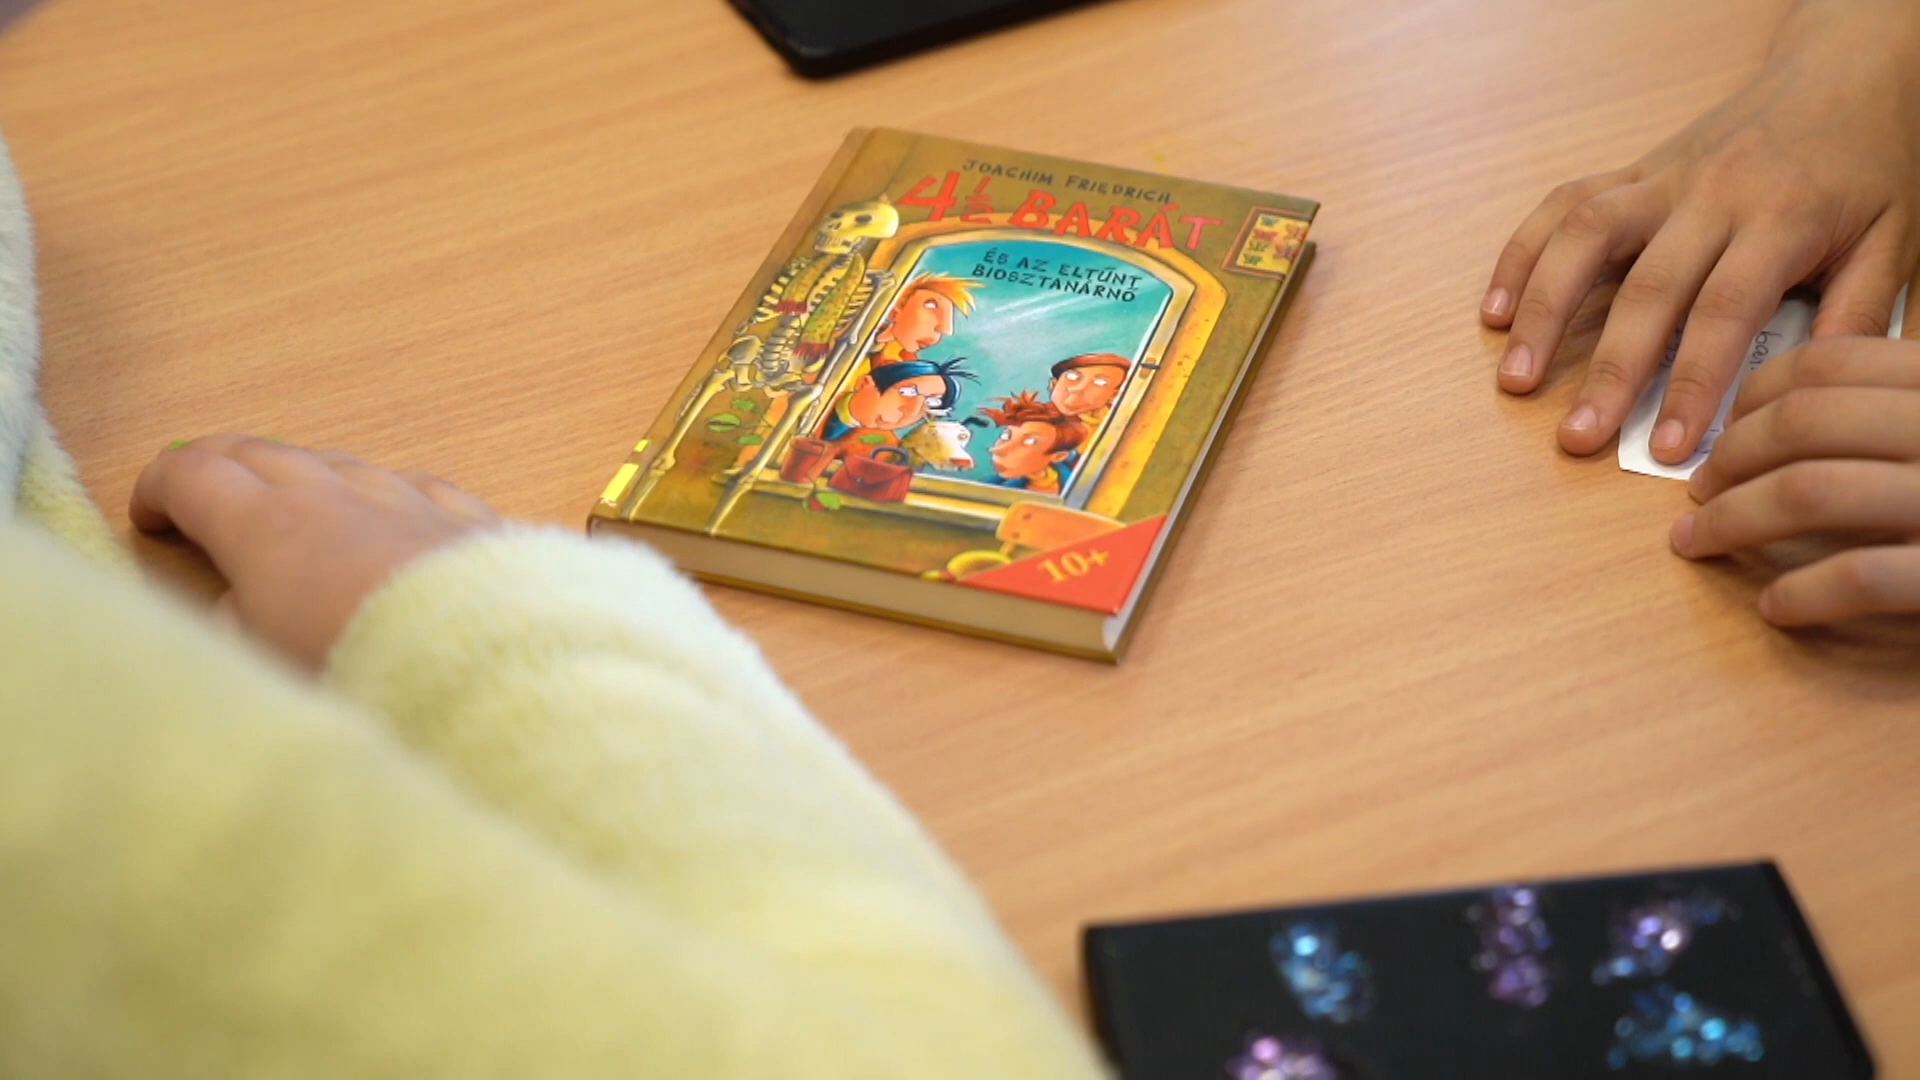 JOACHIM FRIEDRICH
4 1/2 BARÁT
ÉS AZ ELTŰNT
BIOSZTANÁRNŐ
10+